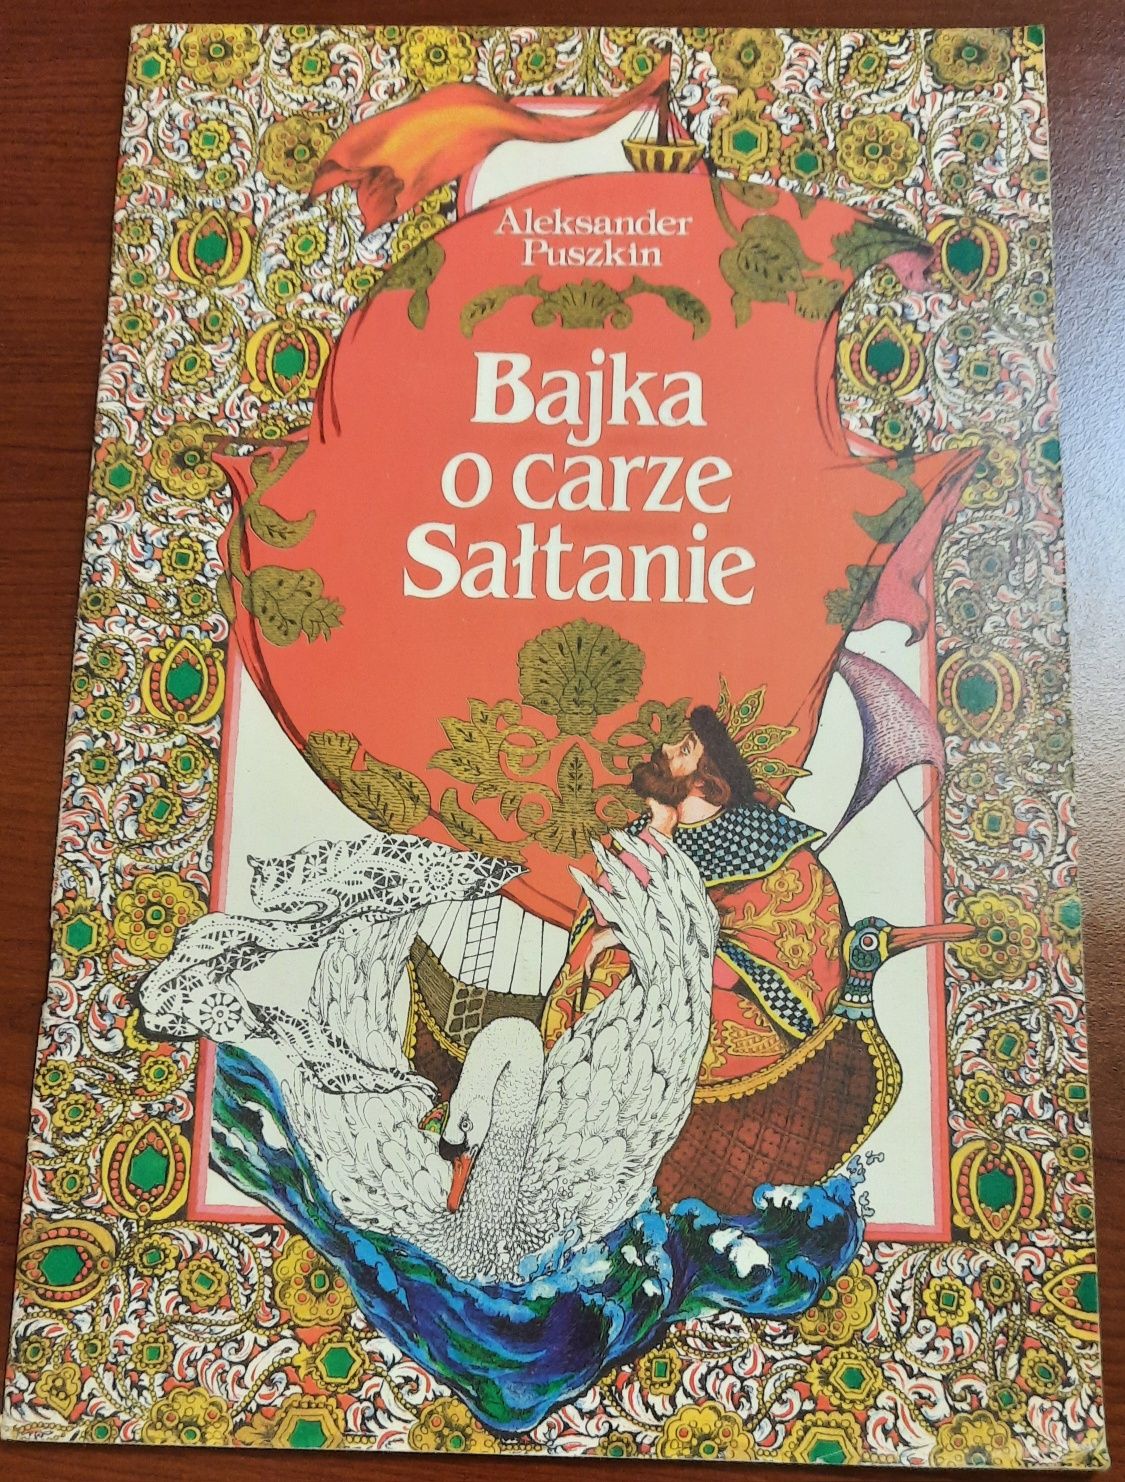 Aleksander
Puszkin
Bajka
o carze
Sałtanie